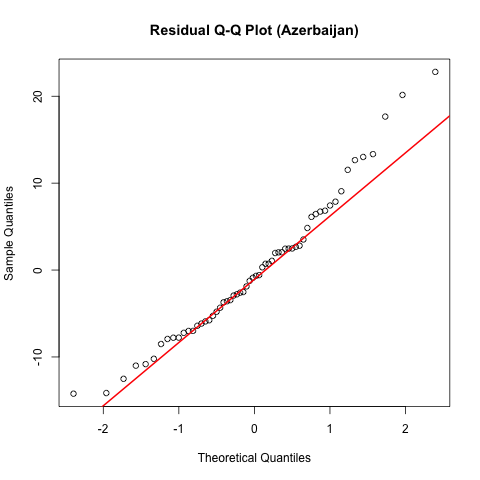 Residual Q-Q Plot (Azerbaijan)
Sample Quantiles
20
10
0
-10
-2 -1 0 1 2
Theoretical Quantiles